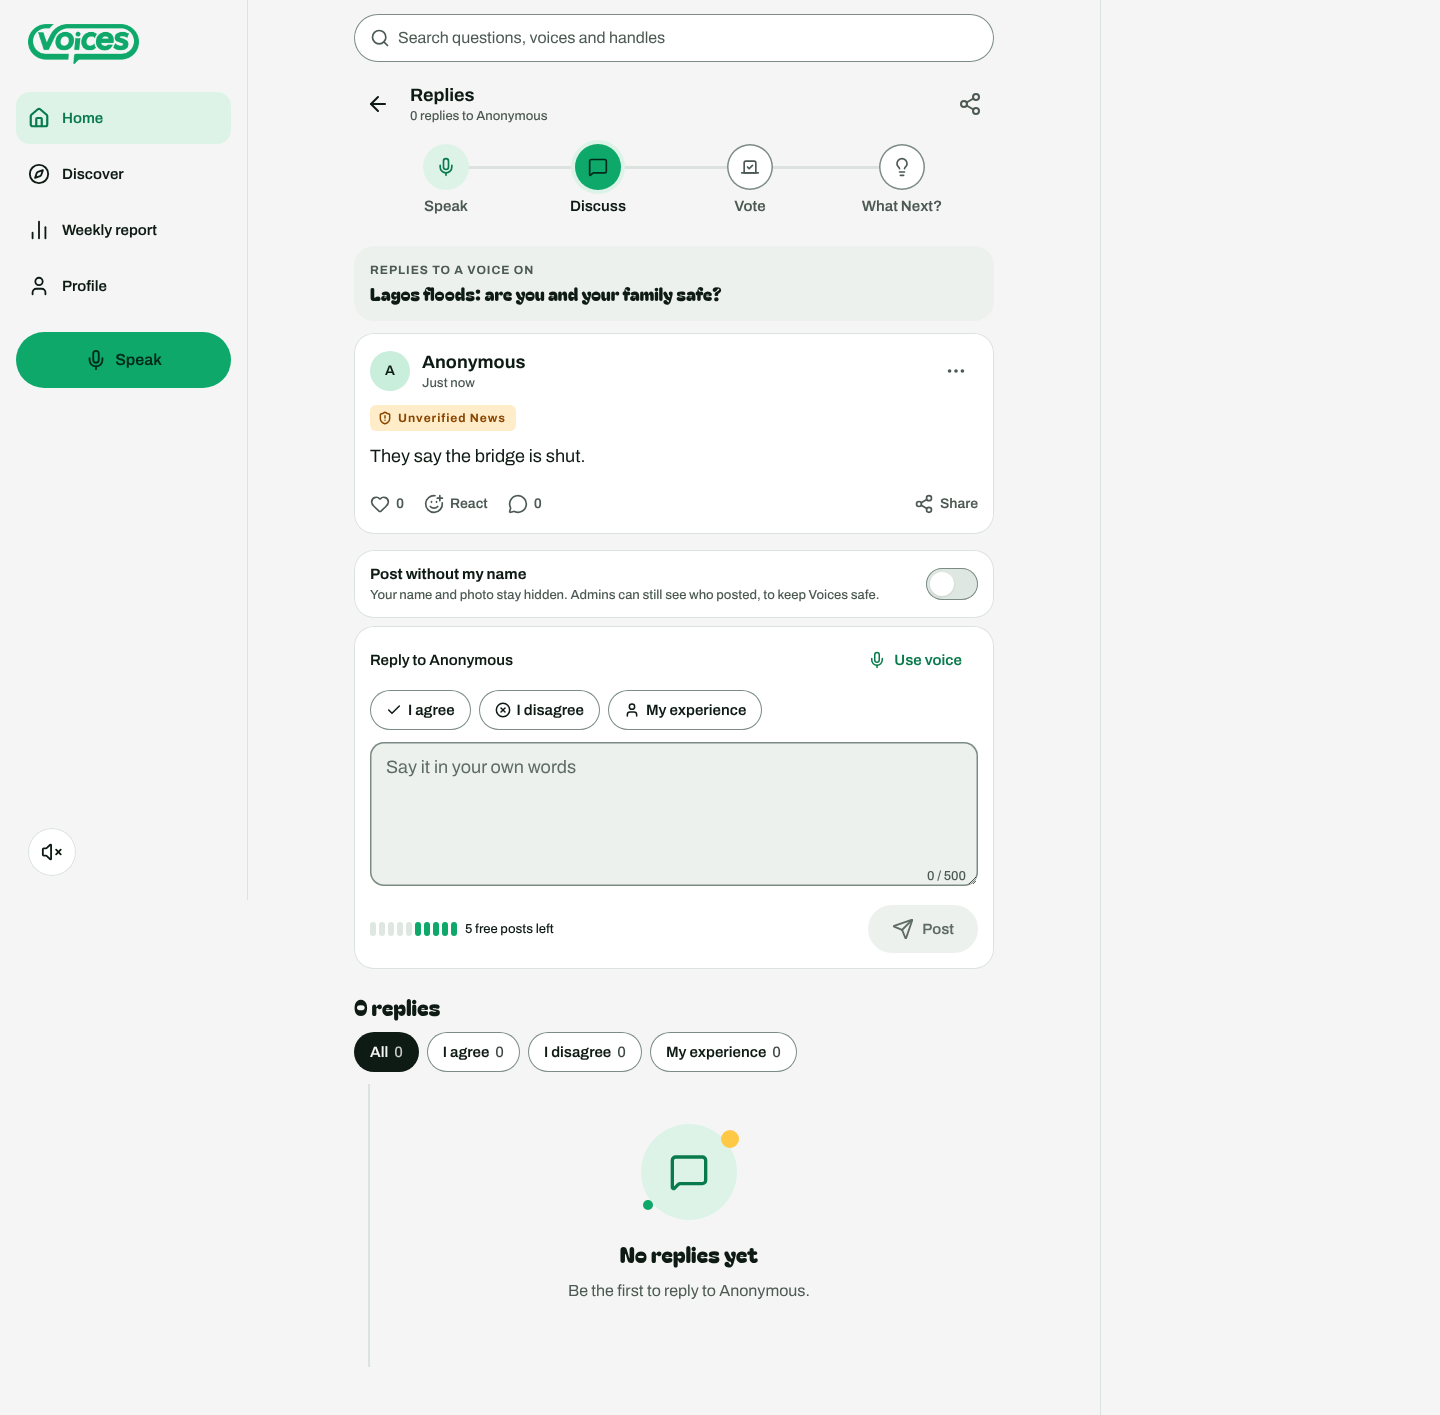 Voices
Search questions, voices and handles
Home
Discover
Weekly report
Profile
Speak
Replies
0 replies to Anonymous
Speak
Discuss
Vote
What Next?
REPLIES TO A VOICE ON
Lagos floods: are you and your family safe?
A
Anonymous
Just now
Unverified News
They say the bridge is shut.
0 React 0 Share
Post without my name
Your name and photo stay hidden. Admins can still see who posted, to keep Voices safe.
Reply to Anonymous
Use voice
I agree
I disagree
My experience
Say it in your own words
0 / 500
5 free posts left
Post
0 replies
All 0
I agree 0
I disagree 0
My experience 0
No replies yet
Be the first to reply to Anonymous.